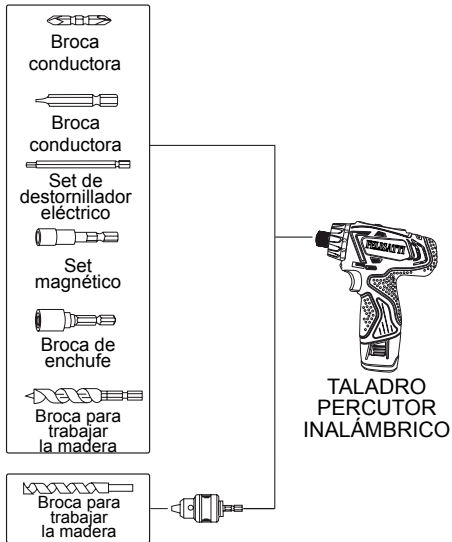 Broca
conductora
Broca
conductora
Set de
destornillador
eléctrico
Set
magnético
Broca de
enchufe
Broca para
trabajar
la madera
Broca para
trabajar
la madera
FELISATTI
TALADRO
PERCUTOR
INALÁMBRICO